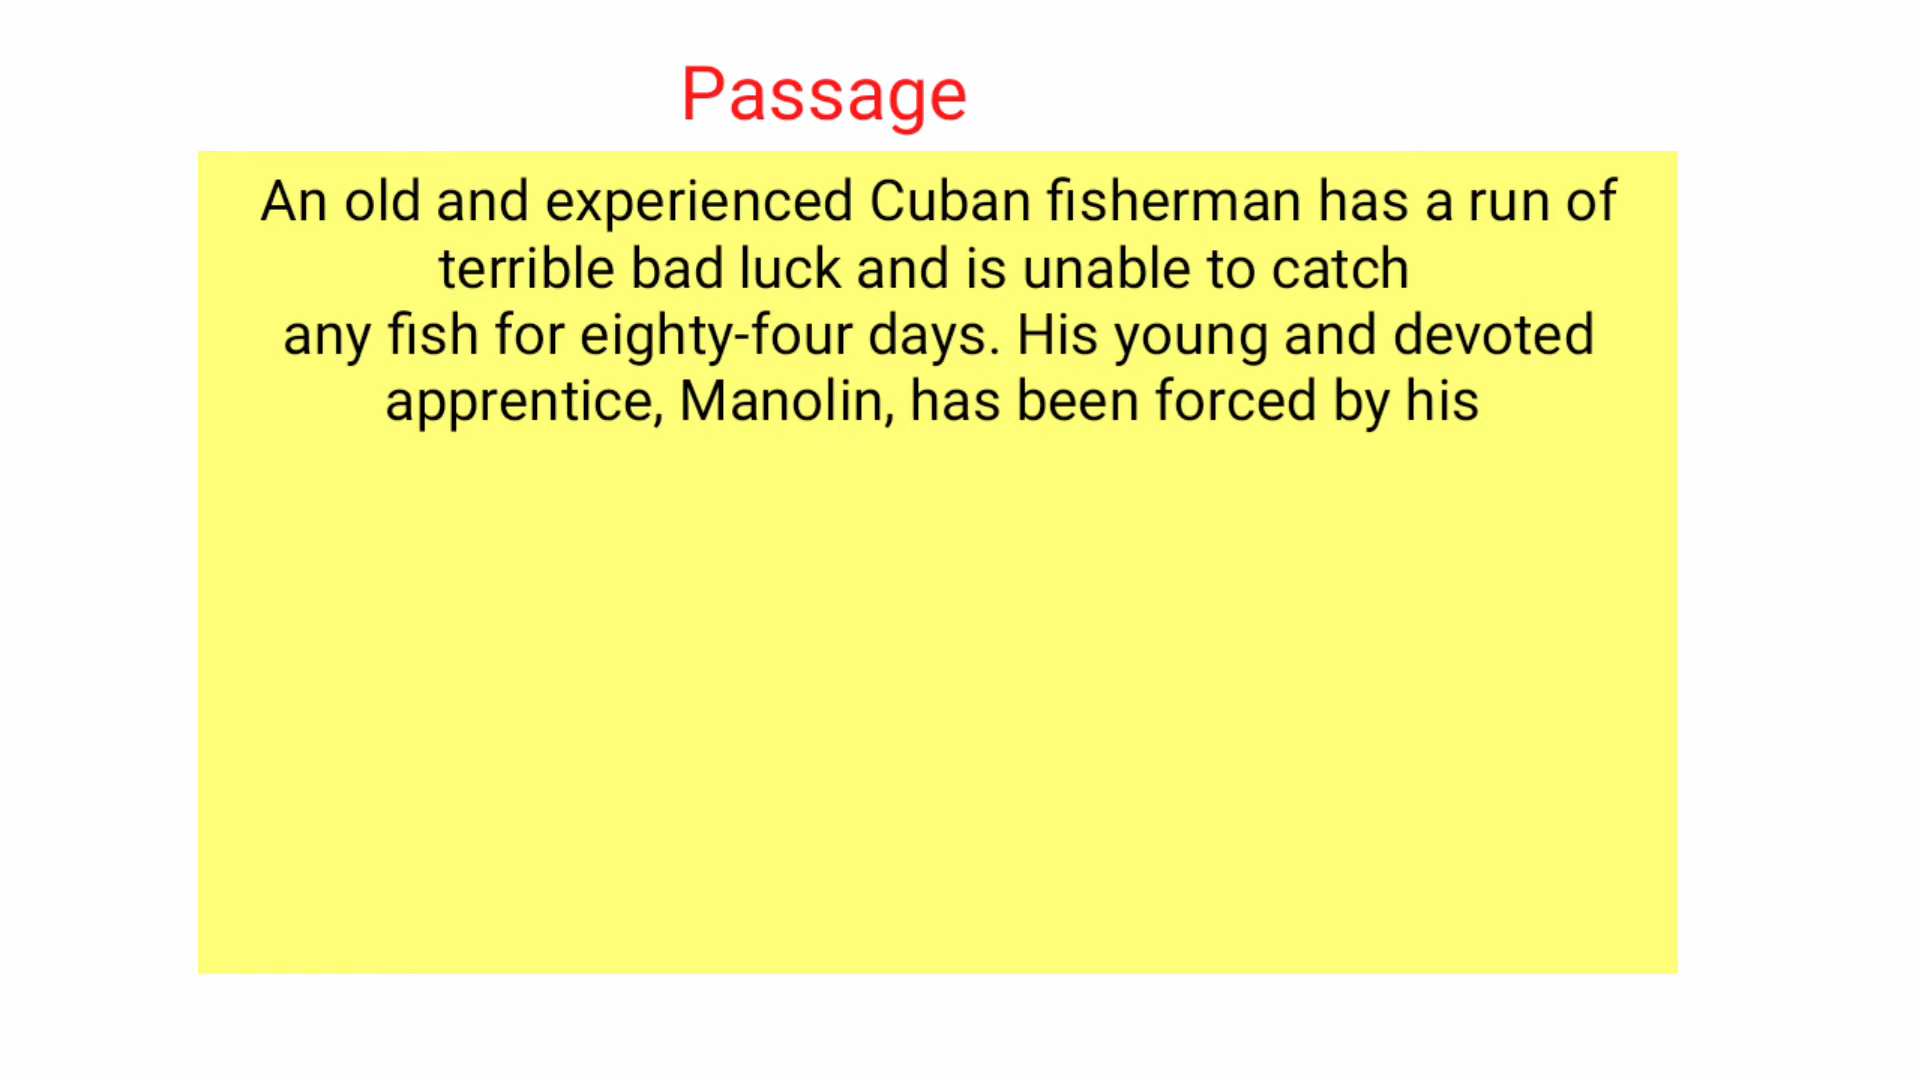 Passage
An old and experienced Cuban fisherman has a run of
terrible bad luck and is unable to catch
any fish for eighty-four days. His young and devoted
apprentice, Manolin, has been forced by his